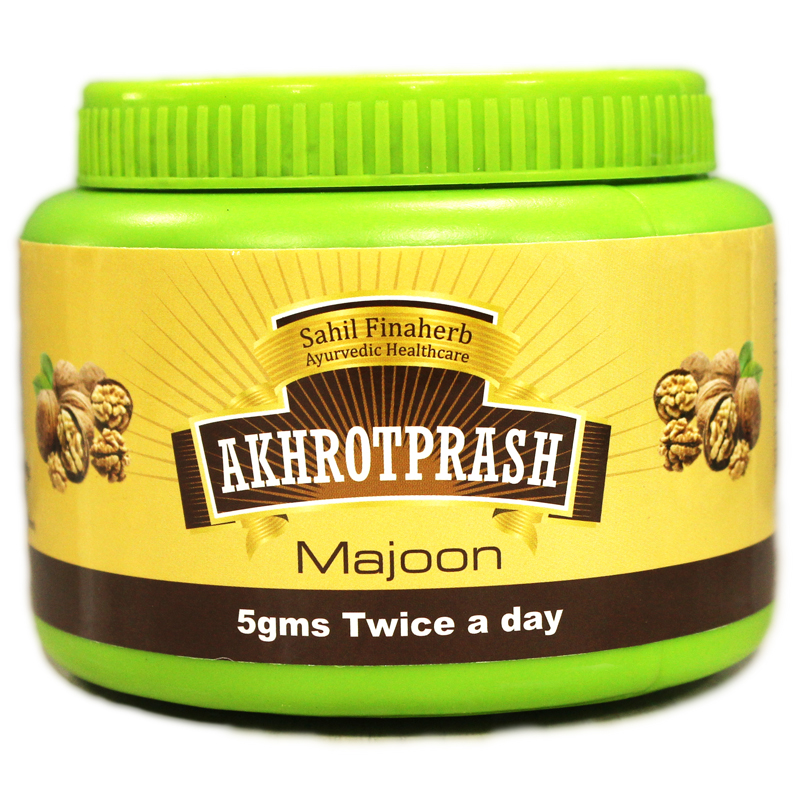 Sahil Finaherb
Ayurvedic Healthcare
AKHROTPRASH
Majoon
5gms Twice a day